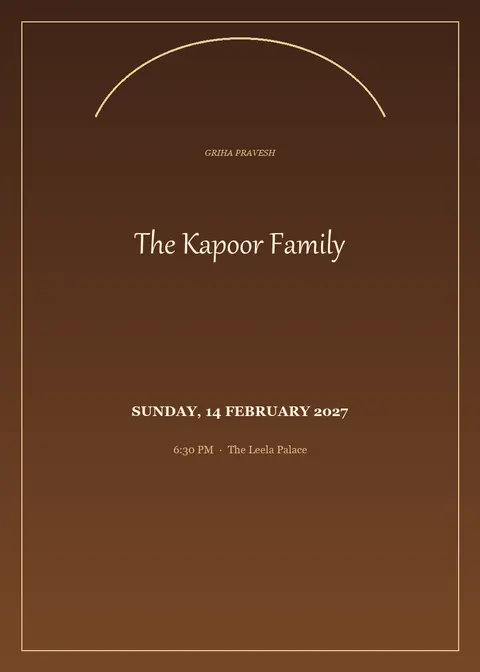 GRIHA PRAVESH
The Kapoor Family
SUNDAY, 14 FEBRUARY 2027
6:30 PM · The Leela Palace